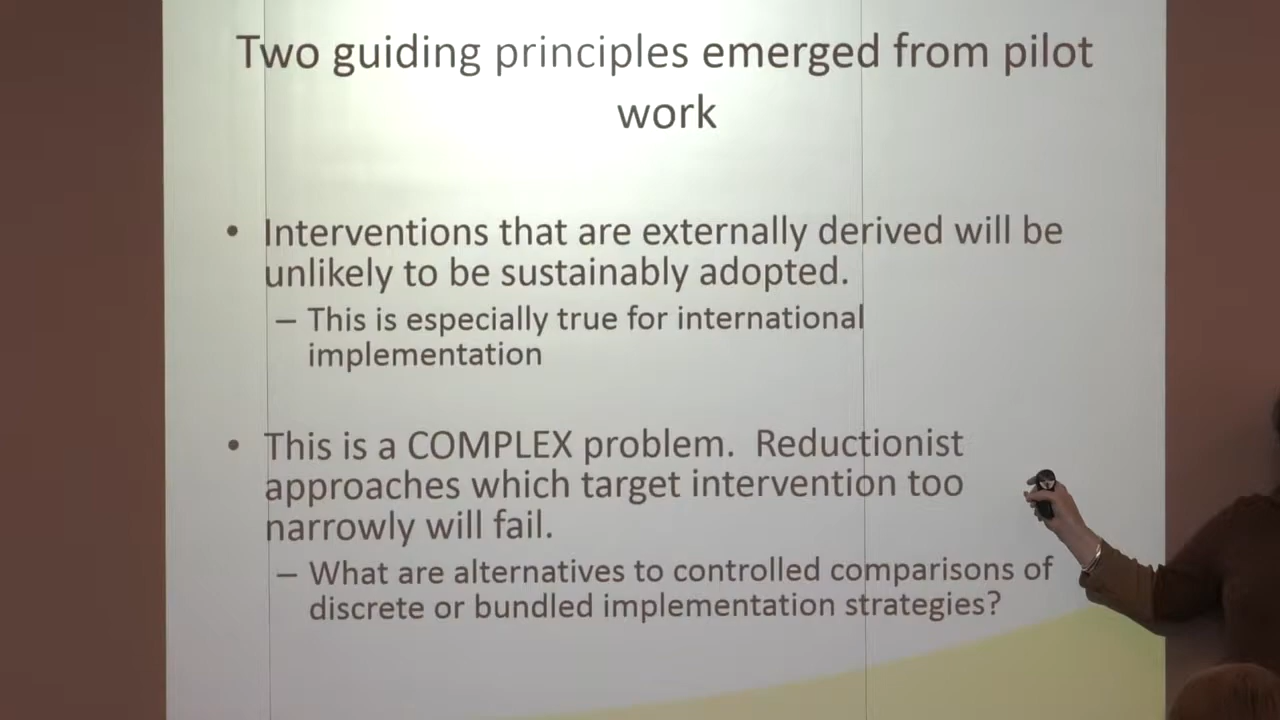 Two guiding principles emerged from pilot
work
• Interventions that are externally derived will be
unlikely to be sustainably adopted.
– This is especially true for international
implementation
• This is a COMPLEX problem.  Reductionist
approaches which target intervention too
narrowly will fail.
– What are alternatives to controlled comparisons of
discrete or bundled implementation strategies?